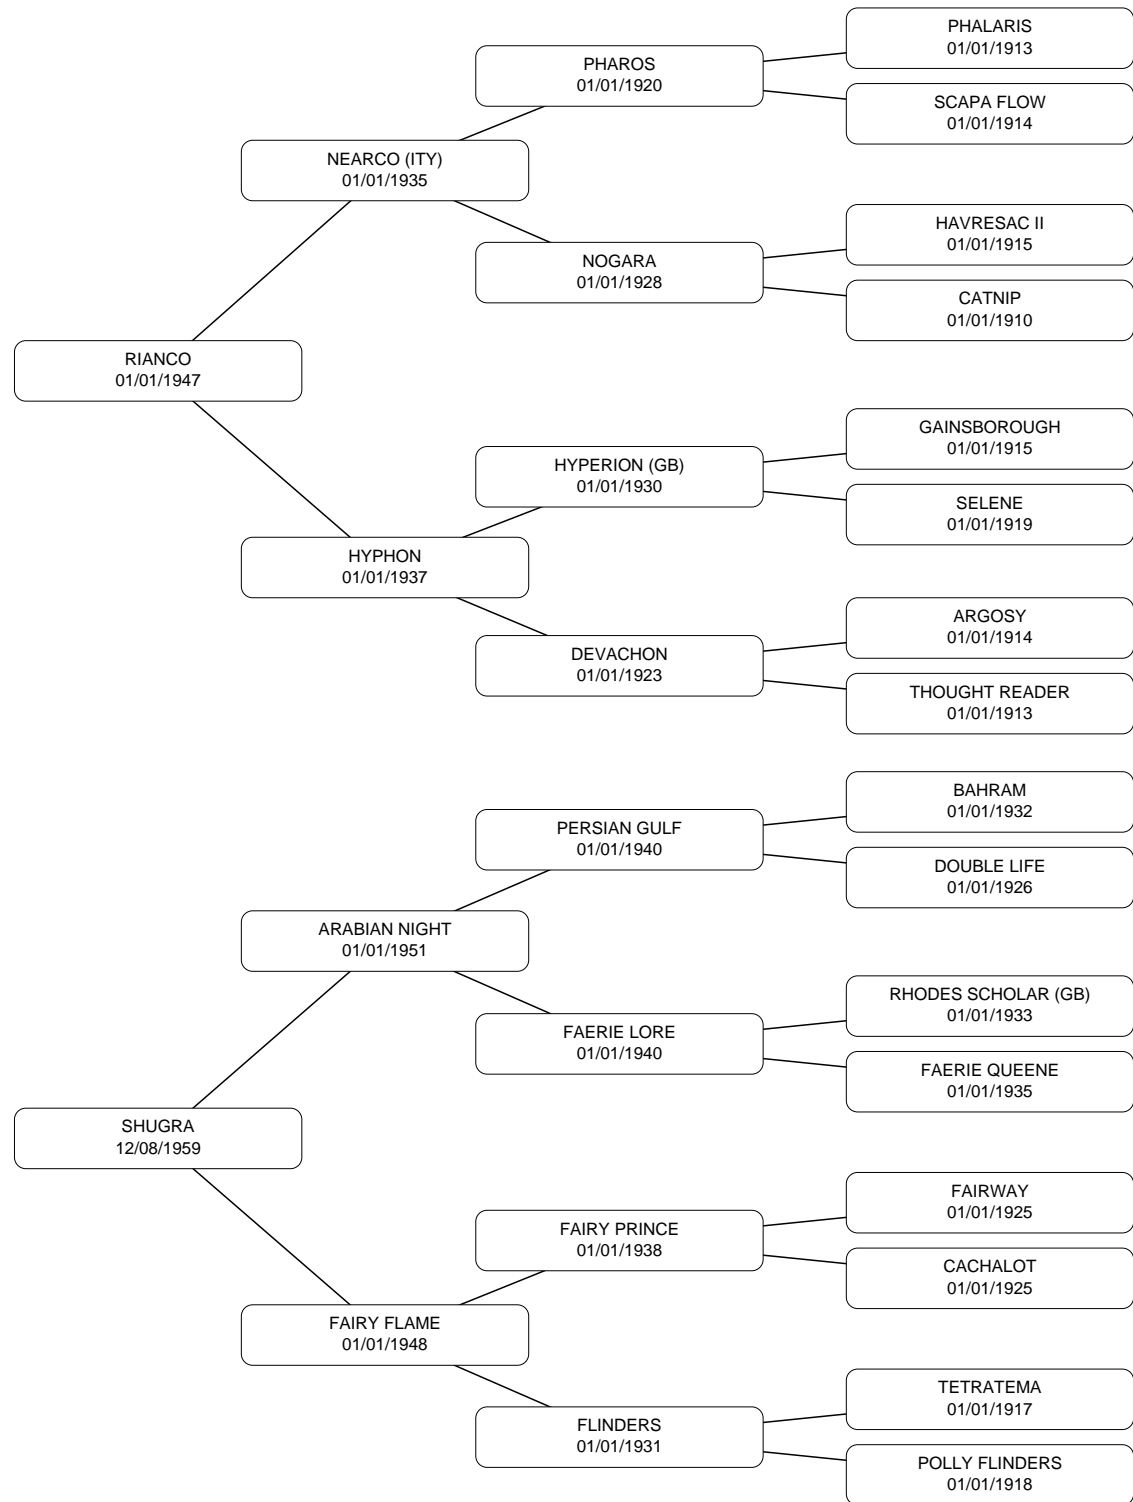 PHALARIS
01/01/1913
PHAROS
01/01/1920
SCAPA FLOW
01/01/1914
NEARCO (ITY)
01/01/1935
HAVRESAC II
01/01/1915
NOGARA
01/01/1928
CATNIP
01/01/1910
RIANCO
01/01/1947
GAINSBOROUGH
01/01/1915
HYPERION (GB)
01/01/1930
SELENE
01/01/1919
HYPHON
01/01/1937
ARGOSY
01/01/1914
DEVACHON
01/01/1923
THOUGHT READER
01/01/1913
BAHRAM
01/01/1932
PERSIAN GULF
01/01/1940
DOUBLE LIFE
01/01/1926
ARABIAN NIGHT
01/01/1951
RHODES SCHOLAR (GB)
01/01/1933
FAERIE LORE
01/01/1940
FAERIE QUEENE
01/01/1935
SHUGRA
12/08/1959
FAIRWAY
01/01/1925
FAIRY PRINCE
01/01/1938
CACHALOT
01/01/1925
FAIRY FLAME
01/01/1948
TETRATEMA
01/01/1917
FLINDERS
01/01/1931
POLLY FLINDERS
01/01/1918